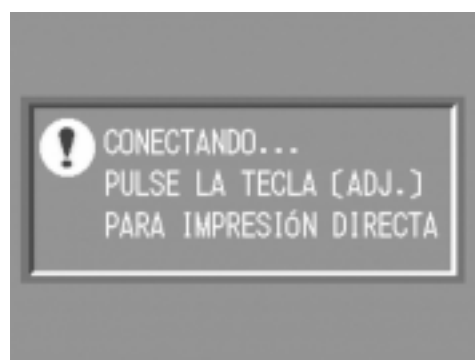 CONECTANDO...
PULSE LA TECLA [ADJ.]
PARA IMPRESIÓN DIRECTA